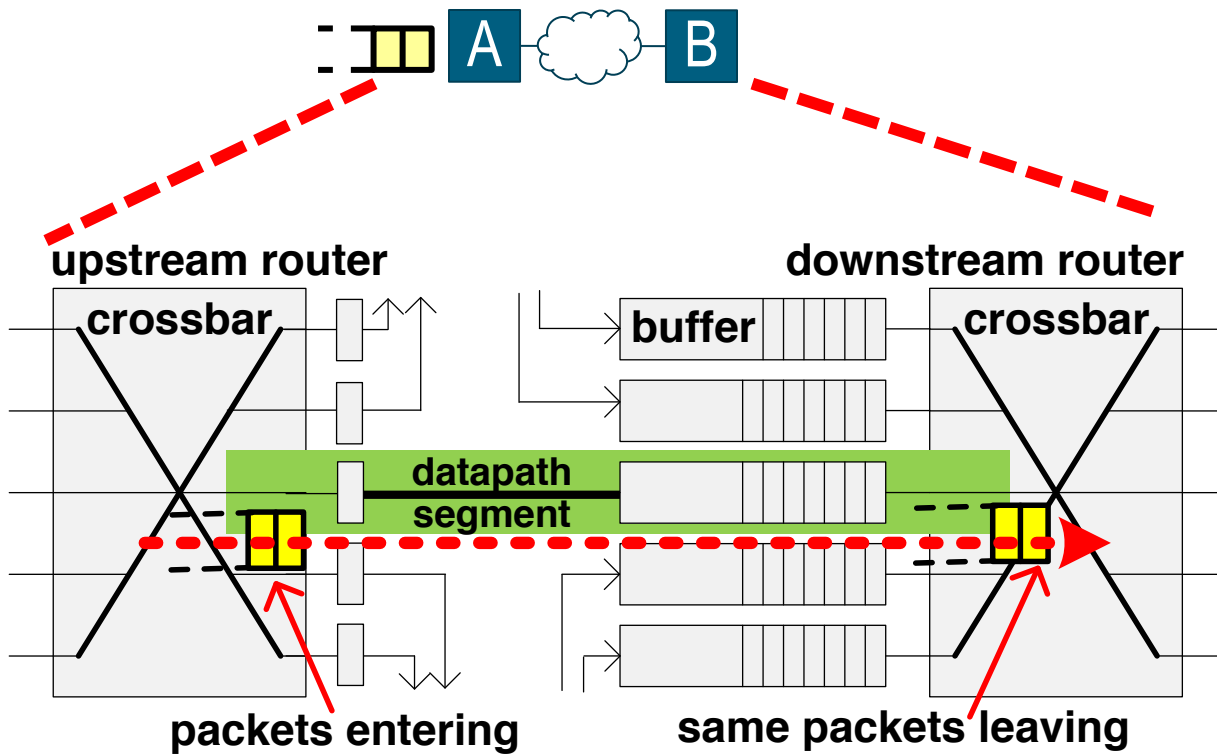 A B
upstream router
downstream router
crossbar
buffer
crossbar
datapath
segment
packets entering
same packets leaving